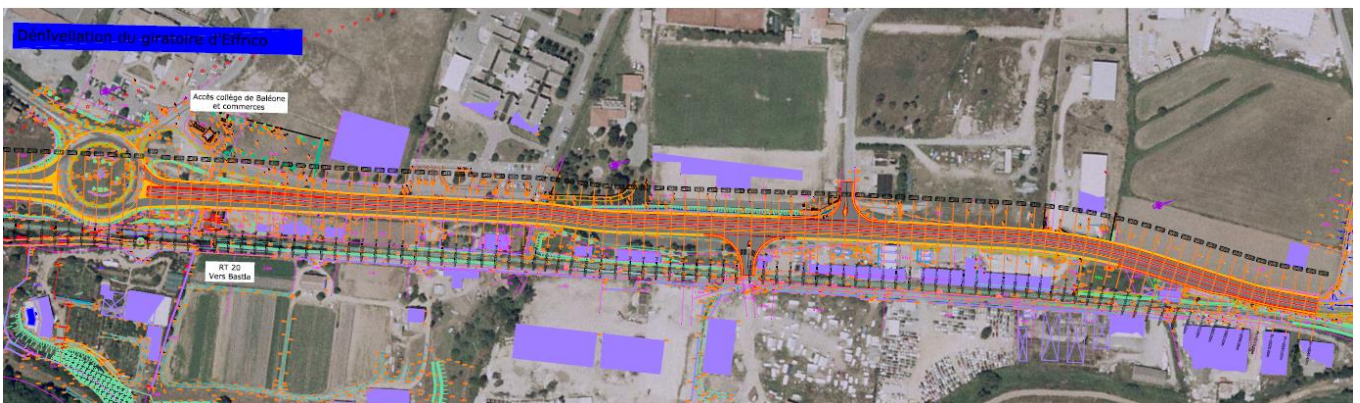 Dénivellation du giratoire d'Effrico
Accès collège de Baléone
et commerces
RT 20
Vers Bastia